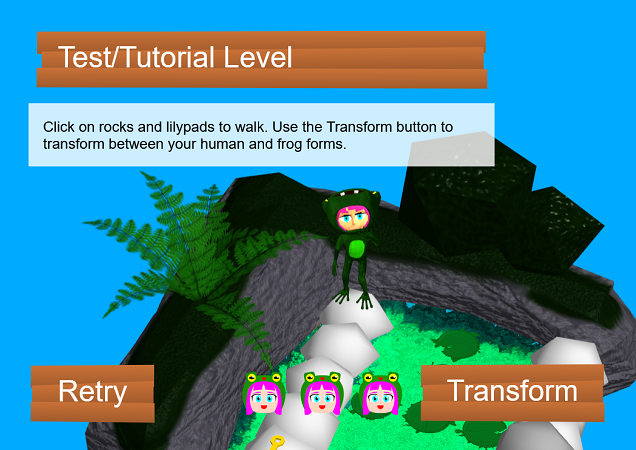 Test/Tutorial Level
Click on rocks and lilypads to walk. Use the Transform button to
transform between your human and frog forms.
Retry
Transform